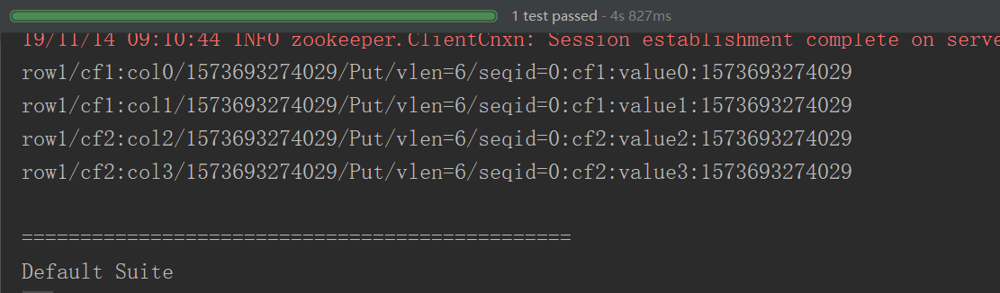 1 test passed - 4s 827ms
19/11/14 09:10:44 INFO zookeeper.ClientCnxn: Session establishment complete on serve
row1/cf1:col0/1573693274029/Put/vlen=6/seqid=0:cf1:value0:1573693274029
row1/cf1:col1/1573693274029/Put/vlen=6/seqid=0:cf1:value1:1573693274029
row1/cf2:col2/1573693274029/Put/vlen=6/seqid=0:cf2:value2:1573693274029
row1/cf2:col3/1573693274029/Put/vlen=6/seqid=0:cf2:value3:1573693274029
===============================================
Default Suite